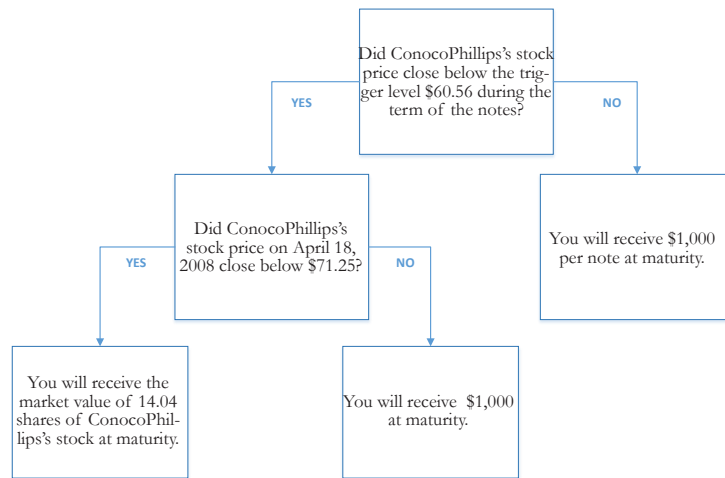 Did ConocoPhillips's stock
price close below the trig-
ger level $60.56 during the
term of the notes?
YES
NO
Did ConocoPhillips's
stock price on April 18,
2008 close below $71.25?
You will receive $1,000
per note at maturity.
YES
NO
You will receive the
market value of 14.04
shares of ConocoPhil-
lips's stock at maturity.
You will receive $1,000
at maturity.